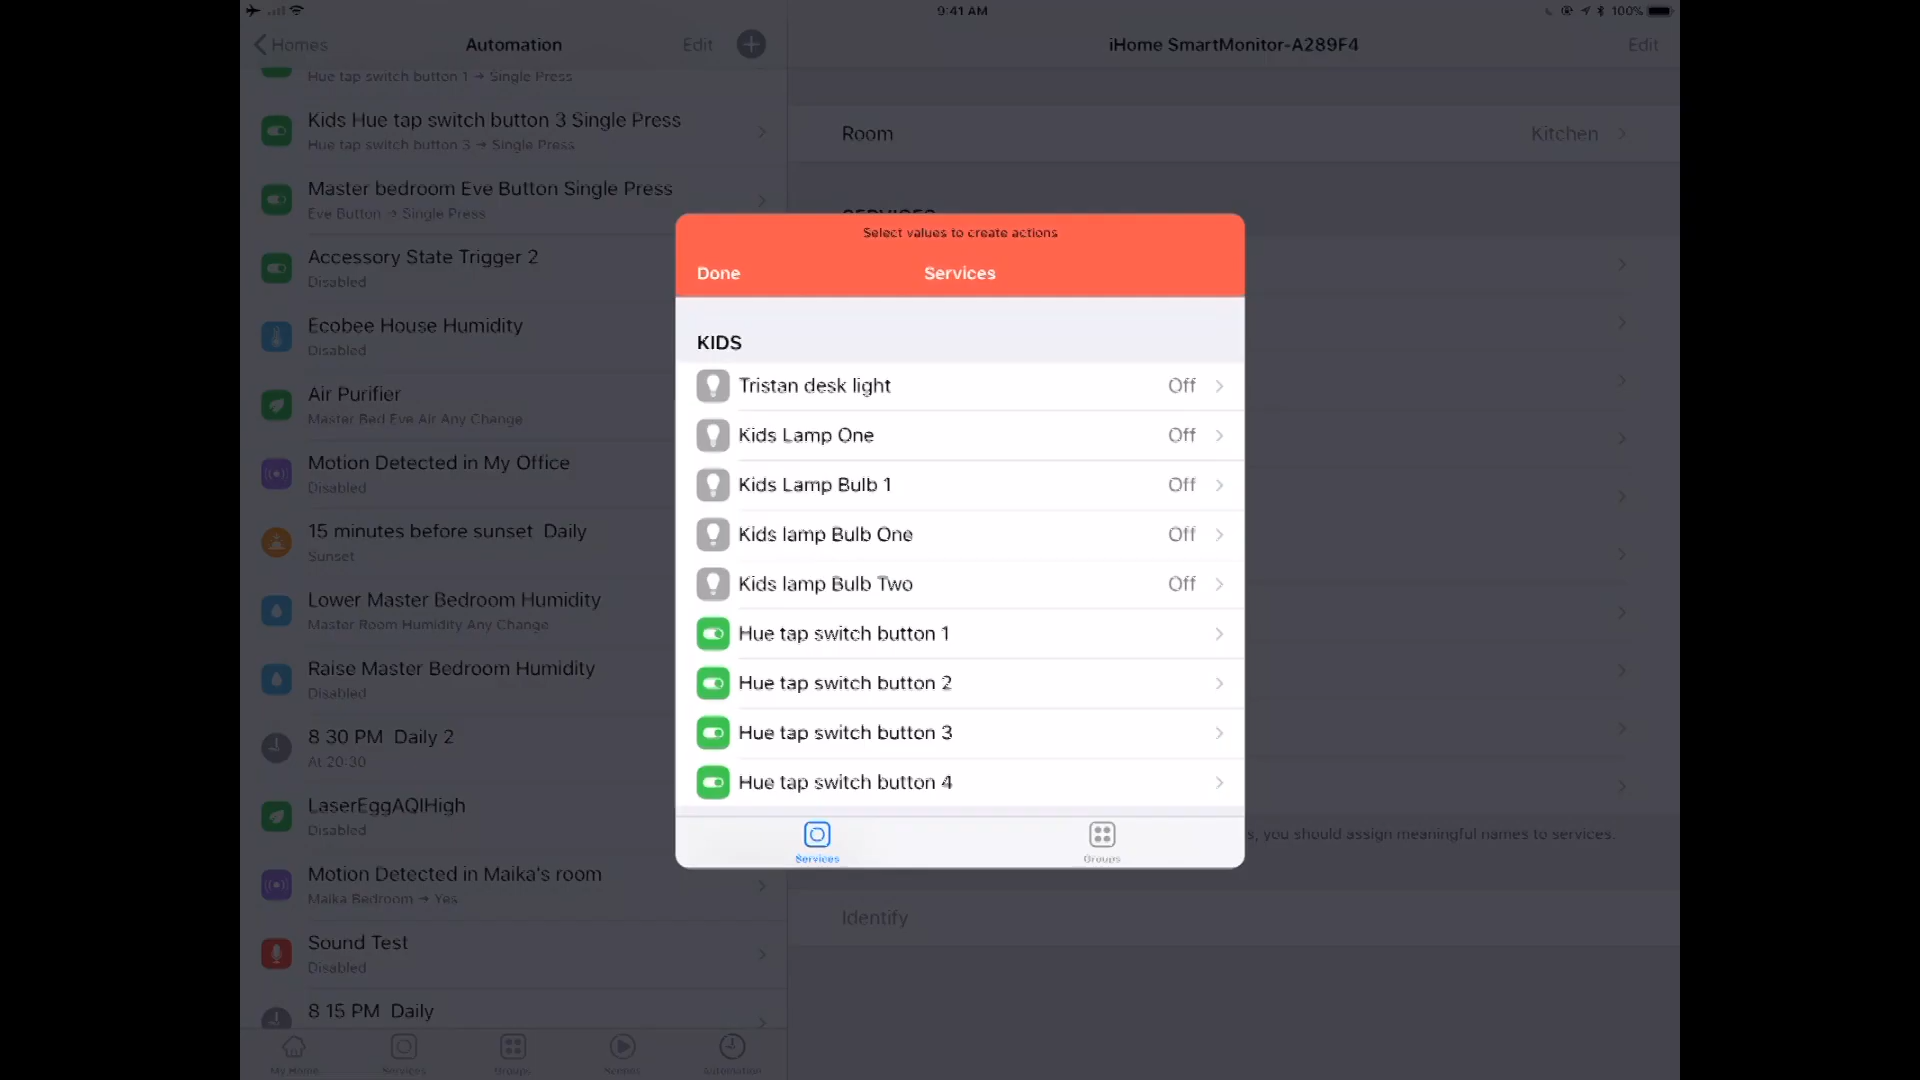 9:41 AM
100%
Homes
Automation
Edit
iHome SmartMonitor-A289F4
Edit
Hue tap switch button 1 → Single Press
Kids Hue tap switch button 3 Single Press
Hue tap switch button 3 → Single Press
Master bedroom Eve Button Single Press
Eve Button → Single Press
Accessory State Trigger 2
Disabled
Ecobee House Humidity
Disabled
Air Purifier
Master Bed Eve Air Any Change
Motion Detected in My Office
Disabled
15 minutes before sunset Daily
Sunset
Lower Master Bedroom Humidity
Master Room Humidity Any Change
Raise Master Bedroom Humidity
Disabled
8 30 PM Daily 2
At 20:30
LaserEggAQIHigh
Disabled
Motion Detected in Maika's room
Maika Bedroom → Yes
Sound Test
Disabled
8 15 PM Daily
My Home
Services
Groups
Scenes
Automation
Room
Kitchen
SERVICES
Select values to create actions
Done
Services
KIDS
Tristan desk light
Off
Kids Lamp One
Off
Kids Lamp Bulb 1
Off
Kids lamp Bulb One
Off
Kids lamp Bulb Two
Off
Hue tap switch button 1
Hue tap switch button 2
Hue tap switch button 3
Hue tap switch button 4
Services
Groups
s, you should assign meaningful names to services.
Identify